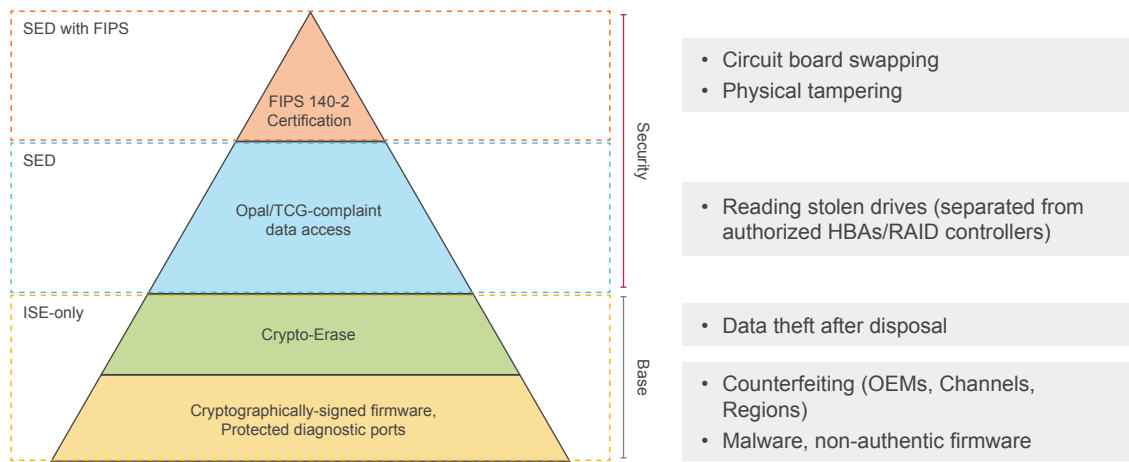 SED with FIPS
FIPS 140-2
Certification
• Circuit board swapping
• Physical tampering
Security
SED
Opal/TCG-complaint
data access
• Reading stolen drives (separated from
authorized HBAs/RAID controllers)
ISE-only
Crypto-Erase
• Data theft after disposal
Base
Cryptographically-signed firmware,
Protected diagnostic ports
• Counterfeiting (OEMs, Channels,
Regions)
• Malware, non-authentic firmware